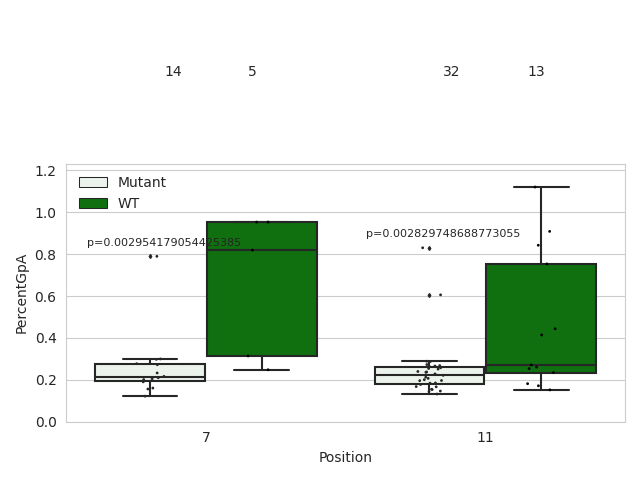 14 5 32 13
1.2
Mutant
WT
1.0
p=0.002829748688773055
p=0.002954179054425385
0.8
0.6
0.4
0.2
0.0
PercentGpA
7 11
Position